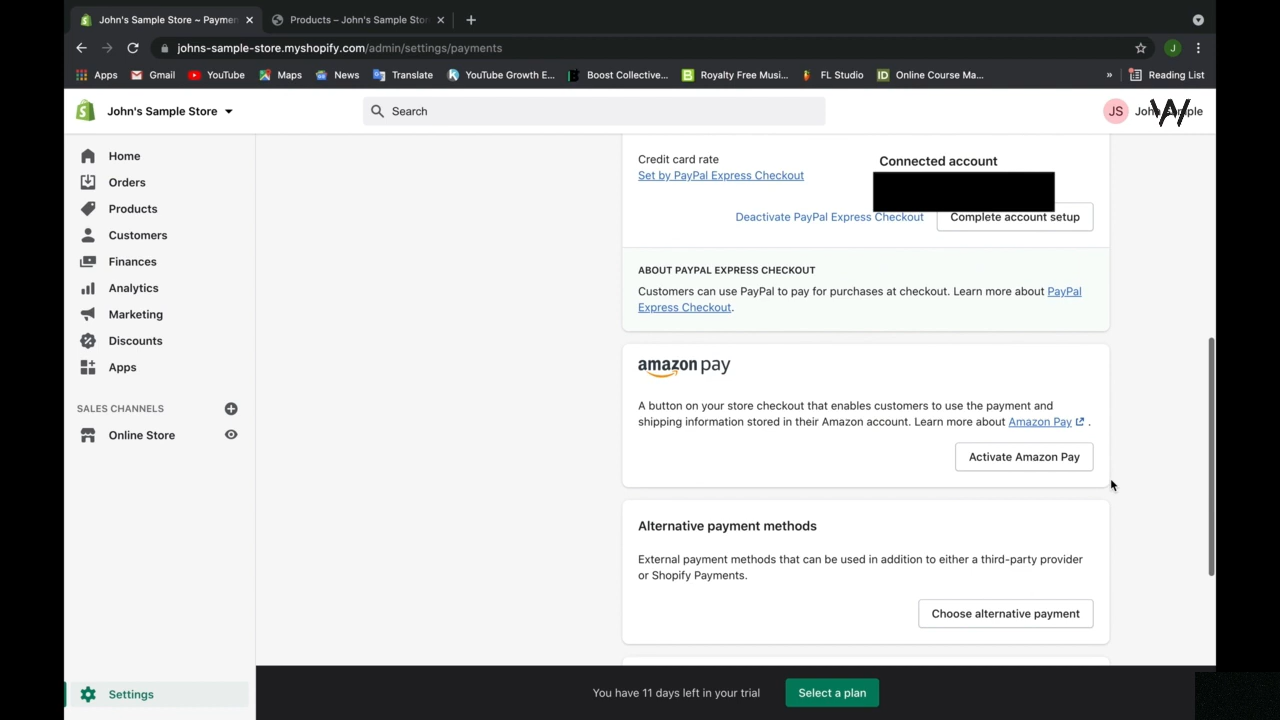 John's Sample Store ~ Paymen
Products – John's Sample Stor
johns-sample-store.myshopify.com/admin/settings/payments
J
Apps
Gmail
YouTube
Maps
News
Translate
YouTube Growth E...
Boost Collective...
Royalty Free Musi...
FL Studio
Online Course Ma...
»
Reading List
John's Sample Store
Search
JS
John Sample
Home
Orders
Products
Customers
Finances
Analytics
Marketing
Discounts
Apps
SALES CHANNELS
Online Store
Settings
Credit card rate
Set by PayPal Express Checkout
Connected account
Deactivate PayPal Express Checkout
Complete account setup
ABOUT PAYPAL EXPRESS CHECKOUT
Customers can use PayPal to pay for purchases at checkout. Learn more about PayPal
Express Checkout.
amazon pay
A button on your store checkout that enables customers to use the payment and
shipping information stored in their Amazon account. Learn more about Amazon Pay .
Activate Amazon Pay
Alternative payment methods
External payment methods that can be used in addition to either a third-party provider
or Shopify Payments.
Choose alternative payment
You have 11 days left in your trial
Select a plan